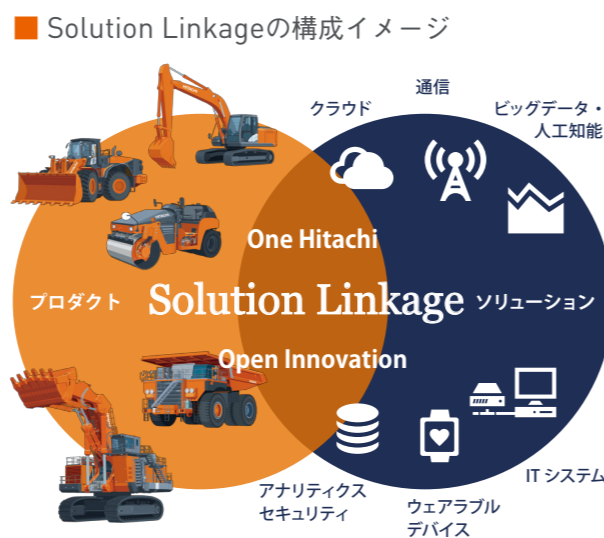 ■ Solution Linkageの構成イメージ
通信
クラウド
ビッグデータ・
人工知能
One Hitachi
プロダクト
Solution Linkage
ソリューション
Open Innovation
アナリティクス
セキュリティ
ウェアラブル
デバイス
IT システム